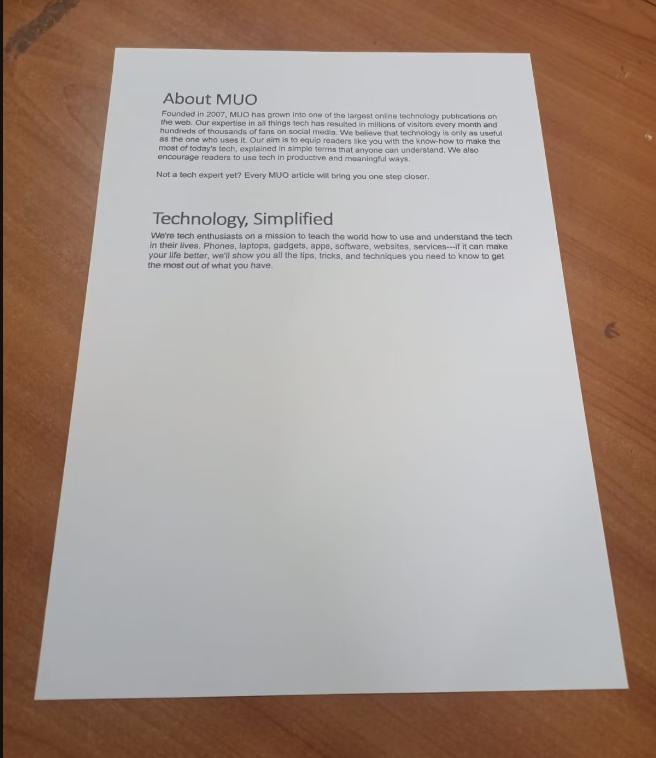 About MUO
Founded in 2007, MUO has grown into one of the largest online technology publications on
the web. Our expertise in all things tech has resulted in millions of visitors every month and
hundreds of thousands of fans on social media. We believe that technology is only as useful
as the one who uses it. Our aim is to equip readers like you with the know-how to make the
most of today's tech, explained in simple terms that anyone can understand. We also
encourage readers to use tech in productive and meaningful ways.
Not a tech expert yet? Every MUO article will bring you one step closer.
Technology, Simplified
We're tech enthusiasts on a mission to teach the world how to use and understand the tech
in their lives. Phones, laptops, gadgets, apps, software, websites, services---if it can make
your life better, we'll show you all the tips, tricks, and techniques you need to know to get
the most out of what you have.